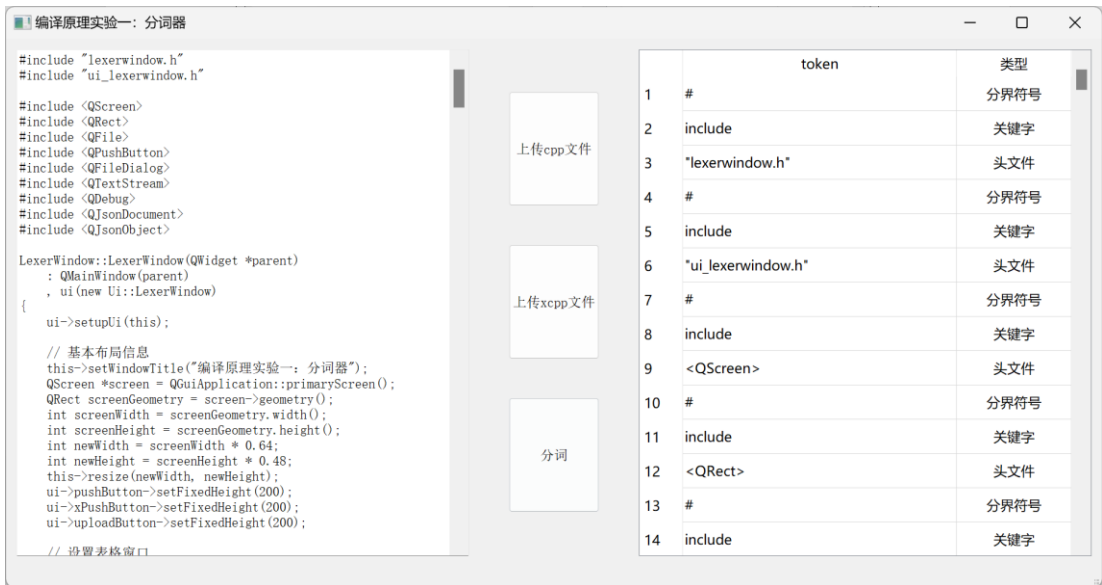 编译原理实验一：分词器
#include "lexerwindow.h"
#include "ui_lexerwindow.h"
#include <QScreen>
#include <QRect>
#include <QFile>
#include <QPushButton>
#include <QFileDialog>
#include <QTextStream>
#include <QDebug>
#include <QJsonDocument>
#include <QJsonObject>
LexerWindow::LexerWindow(QWidget *parent)
    : QMainWindow(parent)
    , ui(new Ui::LexerWindow)
{
    ui->setupUi(this);
    // 基本布局信息
    this->setWindowTitle("编译原理实验一：分词器");
    QScreen *screen = QGuiApplication::primaryScreen();
    QRect screenGeometry = screen->geometry();
    int screenWidth = screenGeometry.width();
    int screenHeight = screenGeometry.height();
    int newWidth = screenWidth * 0.64;
    int newHeight = screenHeight * 0.48;
    this->resize(newWidth, newHeight);
    ui->pushButton->setFixedHeight(200);
    ui->xPushButton->setFixedHeight(200);
    ui->uploadButton->setFixedHeight(200);
    // 设置表格窗口
上传cpp文件
上传xcpp文件
分词
token 类型
1 # 分界符号
2 include 关键字
3 "lexerwindow.h" 头文件
4 # 分界符号
5 include 关键字
6 "ui_lexerwindow.h" 头文件
7 # 分界符号
8 include 关键字
9 <QScreen> 头文件
10 # 分界符号
11 include 关键字
12 <QRect> 头文件
13 # 分界符号
14 include 关键字